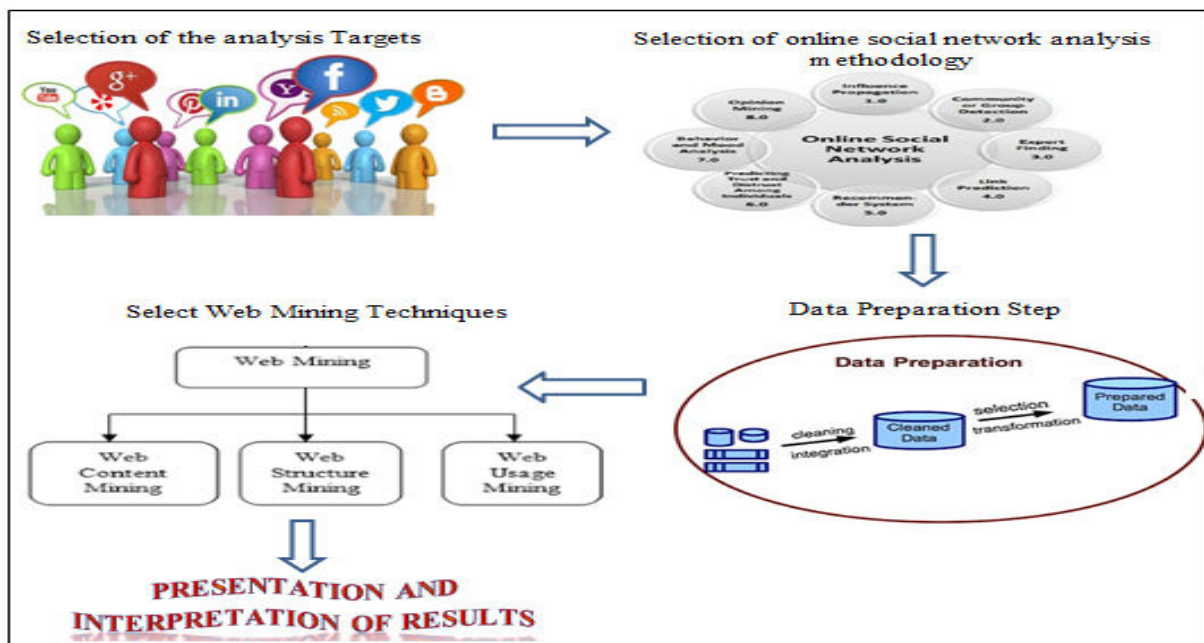 Selection of the analysis Targets
You
Tube
g+
in
Y
f
Selection of online social network analysis
methodology
Influence
Propagation
1.0
Community
or Group
Detection
2.0
Expert
Finding
3.0
Link
Prediction
4.0
Recommen-
der System
5.0
Predicting
Trust and
Distrust
Among
Individuals
6.0
Behavior
and Mood
Analysis
7.0
Opinion
Mining
8.0
Online Social
Network
Analysis
Data Preparation Step
Data Preparation
cleaning
integration
Cleaned
Data
selection
transformation
Prepared
Data
Select Web Mining Techniques
Web Mining
Web
Content
Mining
Web
Structure
Mining
Web
Usage
Mining
PRESENTATION AND
INTERPRETATION OF RESULTS